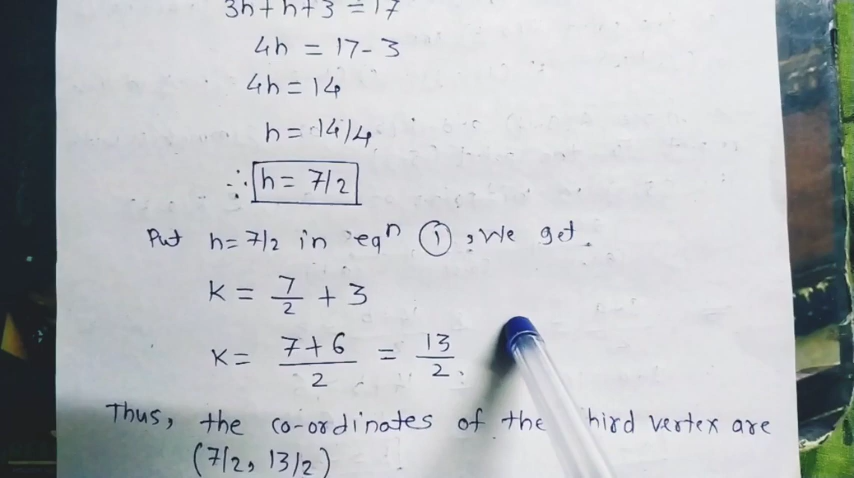 3h + h + 3 = 17
4h = 17 - 3
4h = 14
h = 14/4
∴ h = 7/2
Put h = 7/2 in eqⁿ ①, We get.
K = 7/2 + 3
K = 7+6/2 = 13/2.
Thus, the co-ordinates of the hird vertex are
(7/2, 13/2)